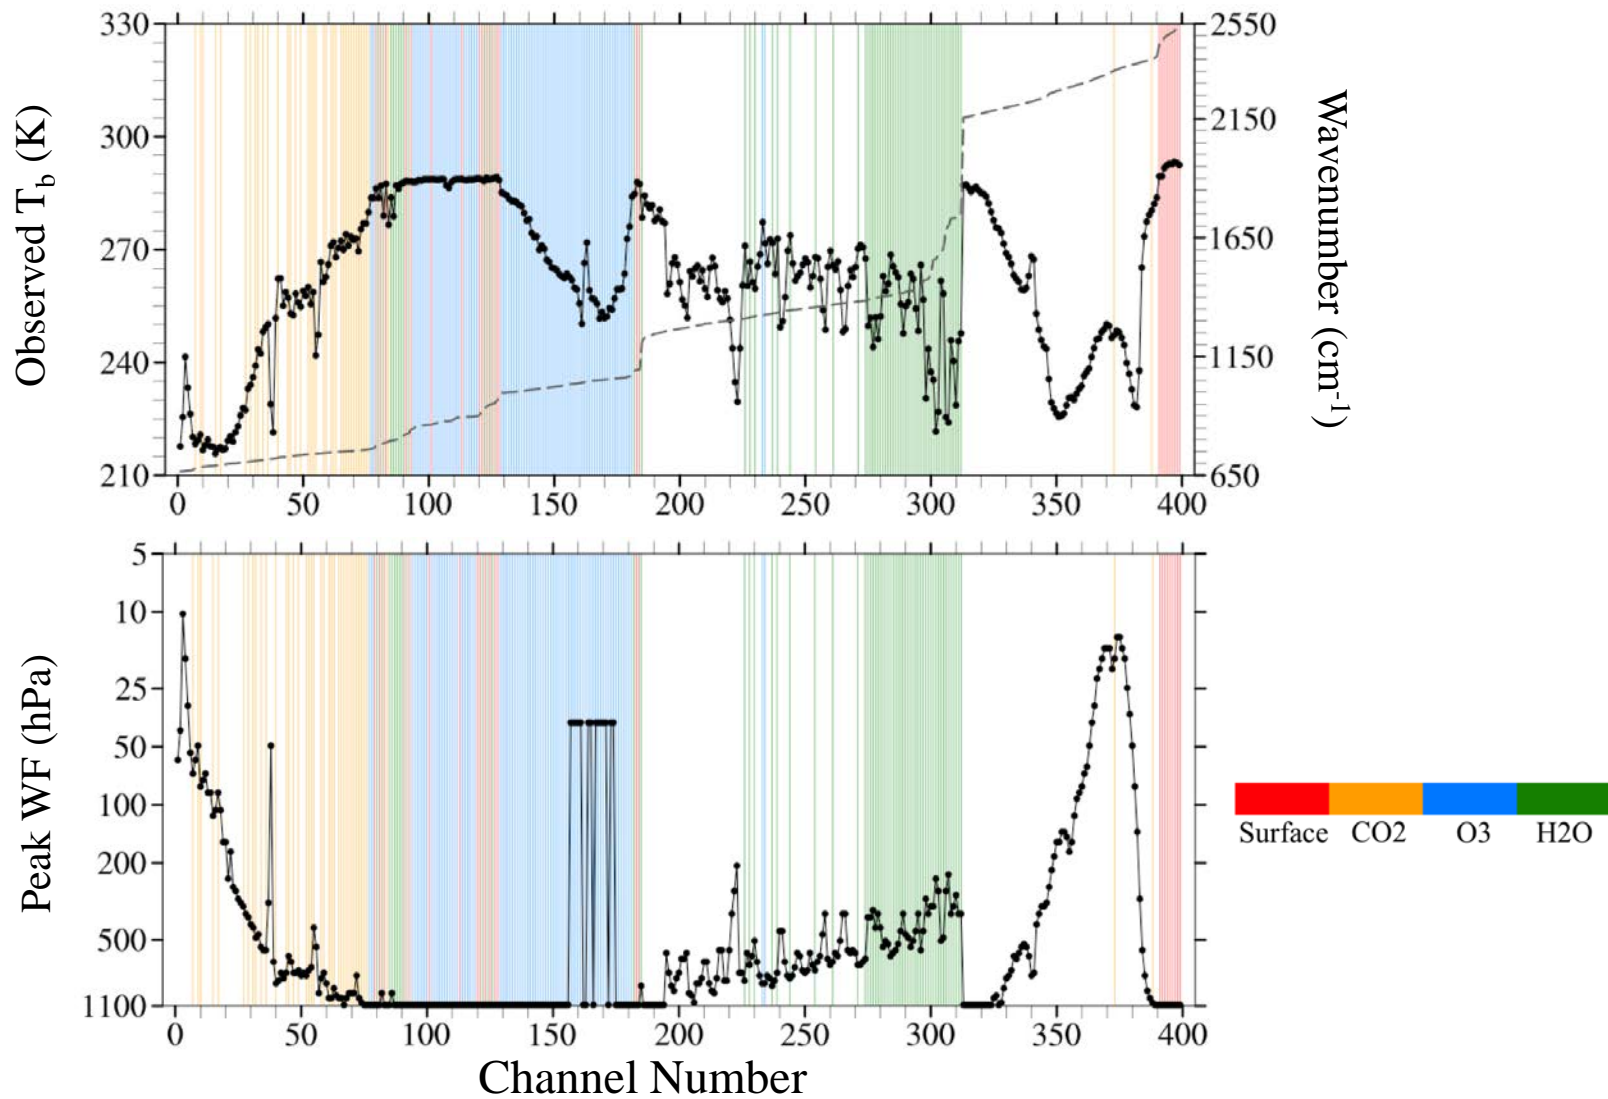 330
300
270
240
210
Observed Tb (K)
2550
2150
1650
1150
650
Wavenumber (cm-1)
0 50 100 150 200 250 300 350 400
5
10
25
50
100
200
500
1100
Peak WF (hPa)
0 50 100 150 200 250 300 350 400
Channel Number
Surface CO2 O3 H2O